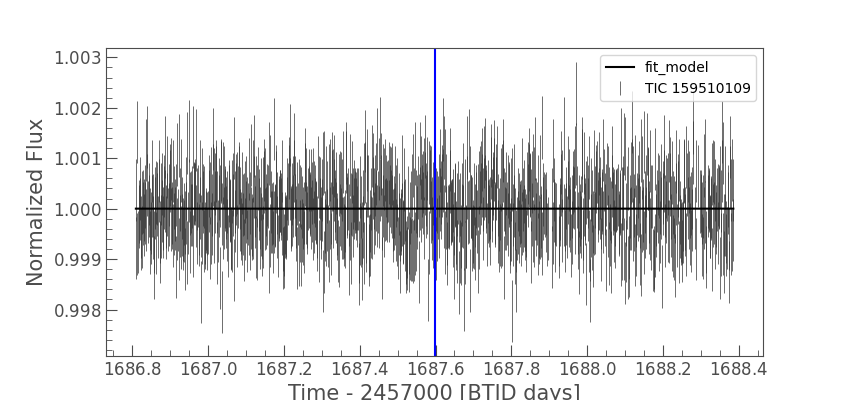 1.003
1.002
1.001
1.000
0.999
0.998
Normalized Flux
fit_model
TIC 159510109
1686.8 1687.0 1687.2 1687.4 1687.6 1687.8 1688.0 1688.2 1688.4
Time - 2457000 [BTJD days]